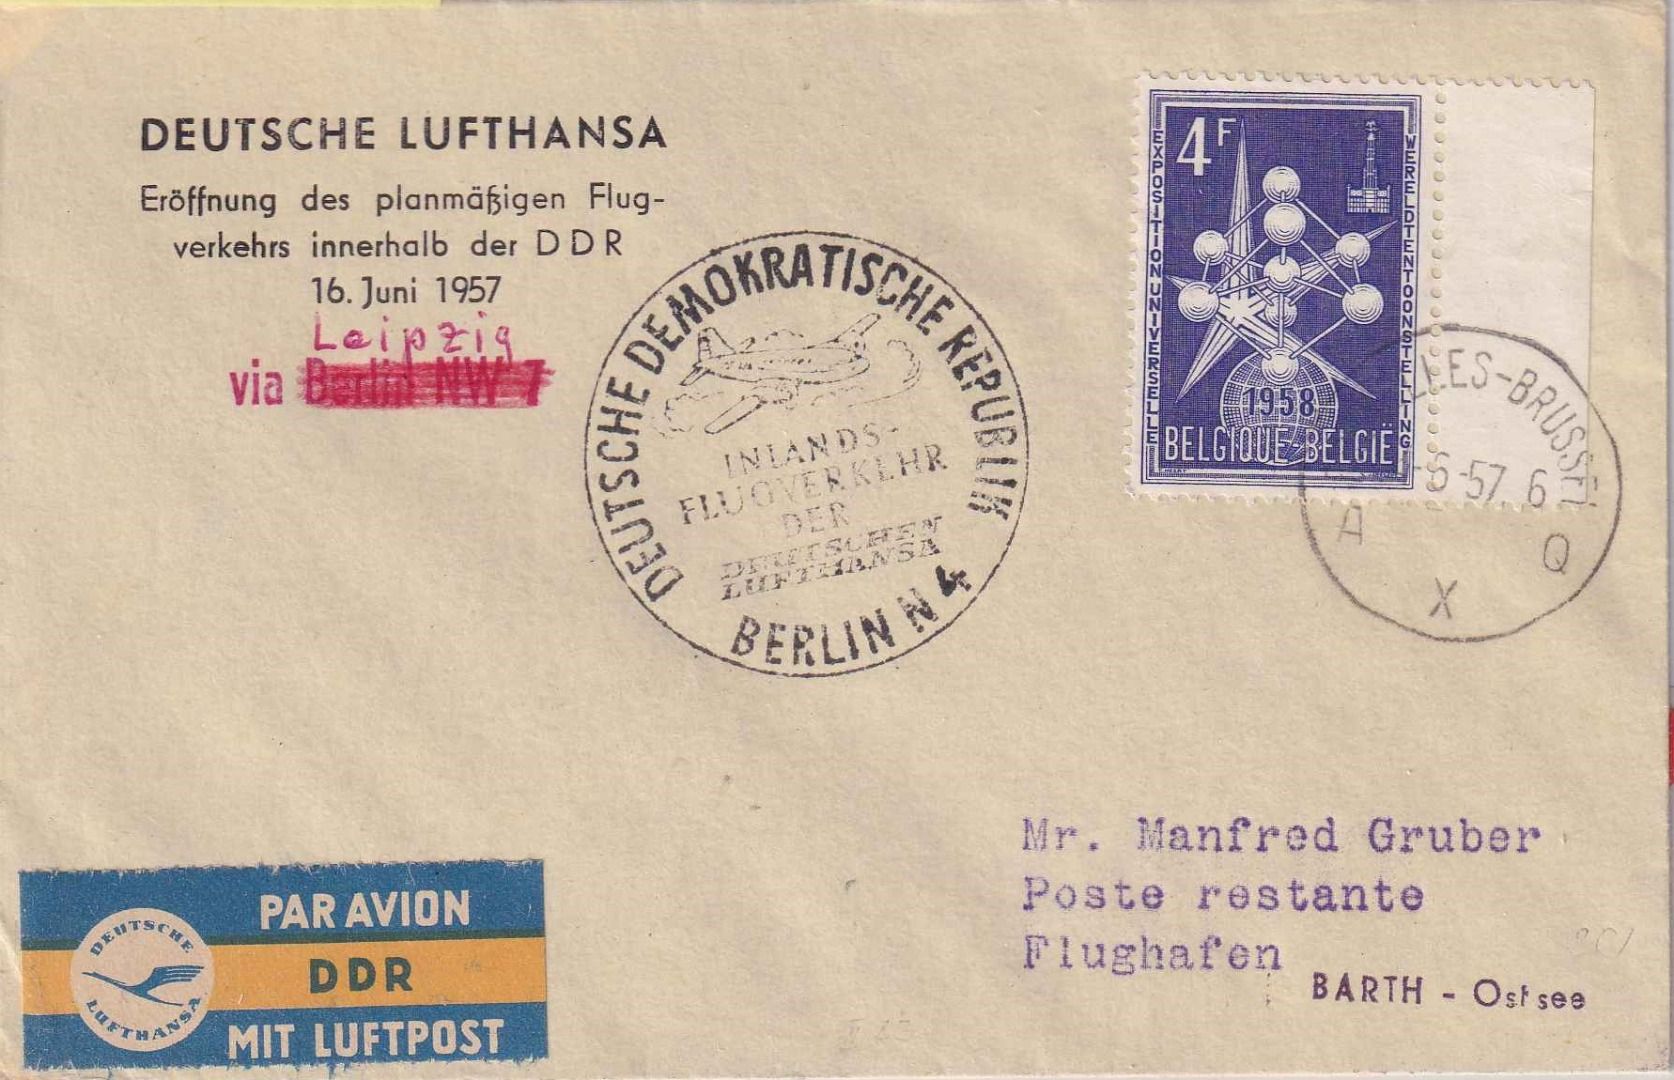 DEUTSCHE LUFTHANSA
Eröffnung des planmäßigen Flug-
verkehrs innerhalb der DDR
16. Juni 1957
Leipzig
via Berlin NW 7
DEUTSCHE DEMOKRATISCHE REPUBLIK
INLANDS-
FLUGVERKEHR
DER
DEUTSCHEN
LUFTHANSA
BERLIN N 4
4F
EXPOSITION UNIVERSELLE
WERELDTENTOONSTELLING
1958
BELGIQUE-BELGIË
LLES-BRUSSEL
-6-57 6
A X Q
Mr. Manfred Gruber
Poste restante
Flughafen
BARTH - Ostsee
PAR AVION
DDR
MIT LUFTPOST
DEUTSCHE
LUFTHANSA